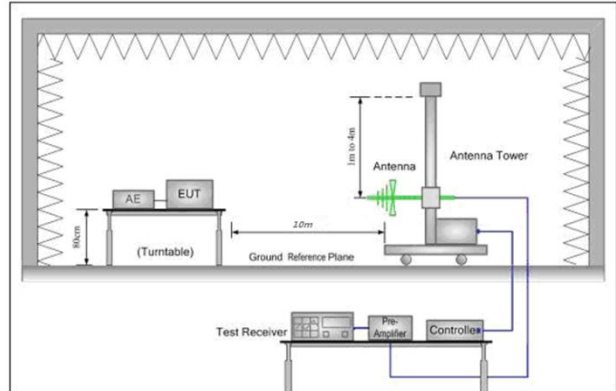 1m to 4m
Antenna
Antenna Tower
AE
EUT
80cm
(Turntable)
10m
Ground Reference Plane
Test Receiver
Pre-
Amplifier
Controller